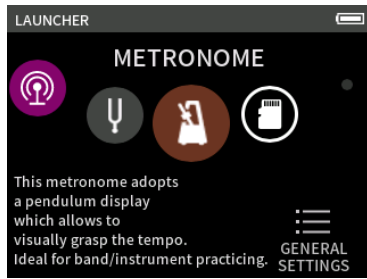 LAUNCHER
METRONOME
This metronome adopts
a pendulum display
which allows to
visually grasp the tempo.
Ideal for band/instrument practicing.
GENERAL
SETTINGS